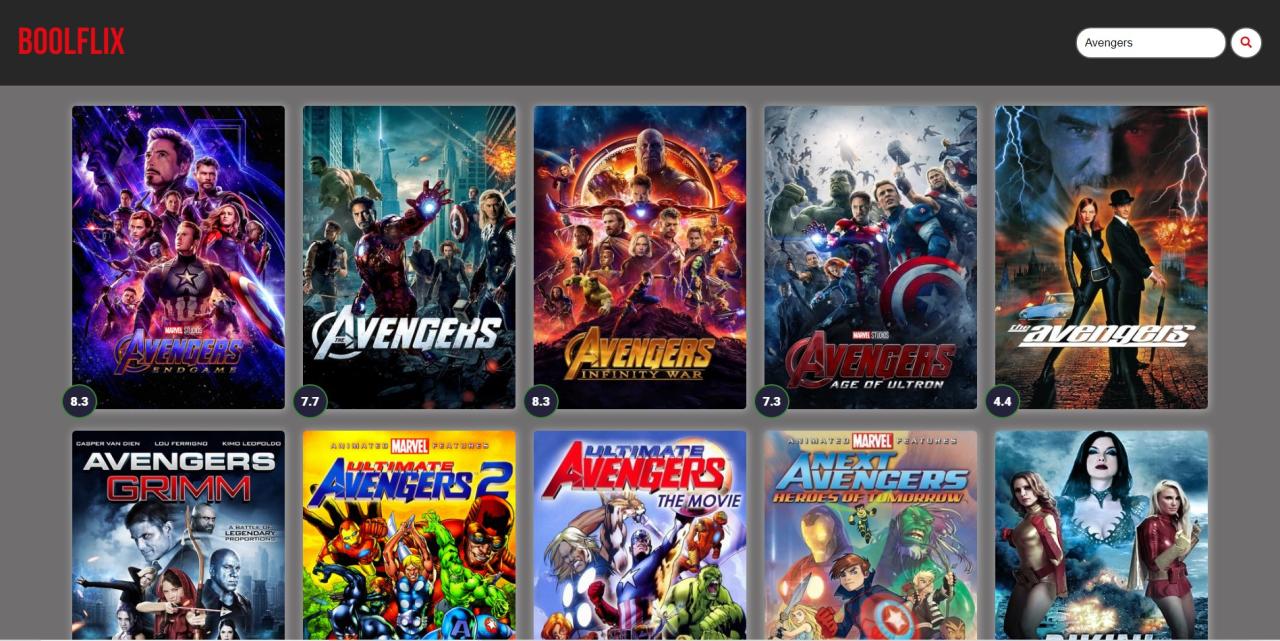 BOOLFLIX
Avengers
MARVEL STUDIOS
AVENGERS
ENDGAME
8.3
THE AVENGERS
7.7
AVENGERS
INFINITY WAR
8.3
MARVEL STUDIOS
AVENGERS
AGE OF ULTRON
7.3
the avengers
4.4
CASPER VAN DIEN LOU FERRIGNO KIMO LEOPOLDO
AVENGERS
GRIMM
A BATTLE OF
LEGENDARY
PROPORTIONS
ANIMATED MARVEL FEATURES
ULTIMATE
AVENGERS 2
ULTIMATE
AVENGERS
THE MOVIE
ANIMATED MARVEL FEATURES
NEXT
AVENGERS
HEROES OF TOMORROW